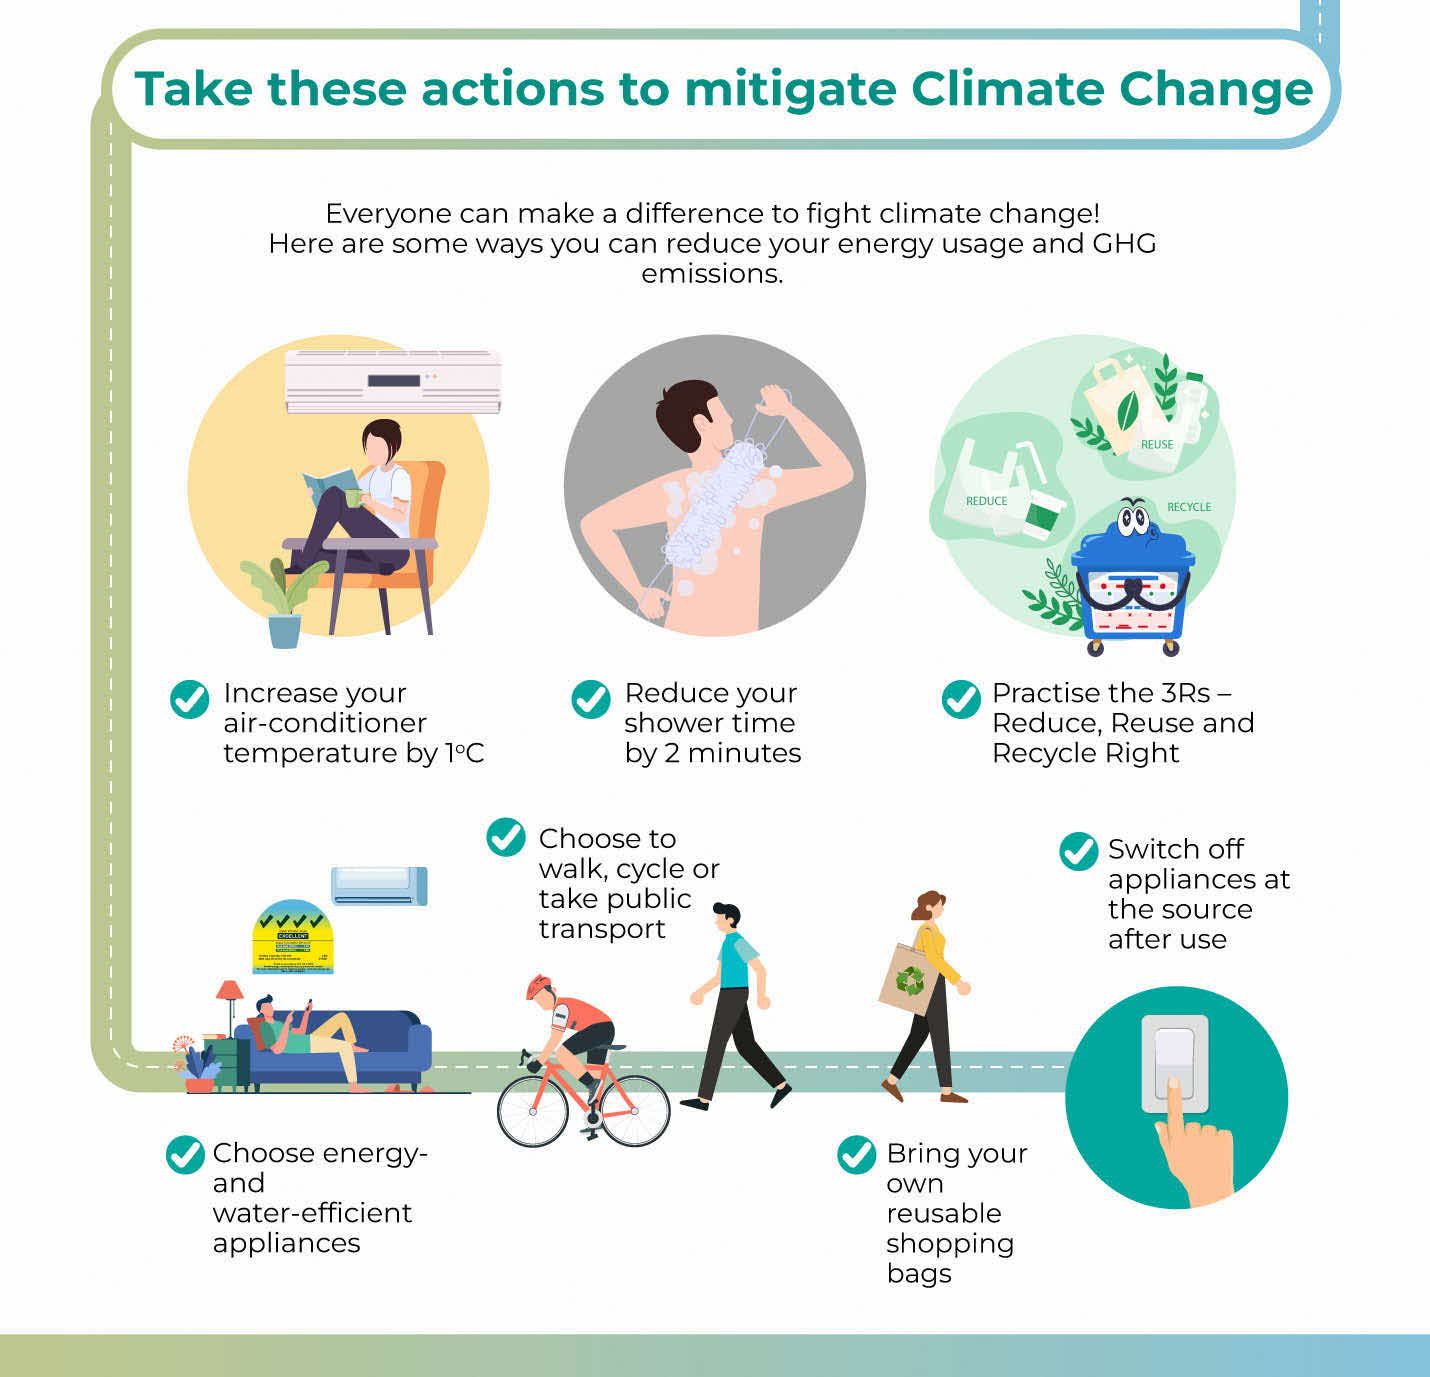 Take these actions to mitigate Climate Change
Everyone can make a difference to fight climate change!
Here are some ways you can reduce your energy usage and GHG
emissions.
REDUCE
REUSE
RECYCLE
Increase your
air-conditioner
temperature by 1°C
Reduce your
shower time
by 2 minutes
Practise the 3Rs –
Reduce, Reuse and
Recycle Right
EXCELLENT
Choose to
walk, cycle or
take public
transport
Switch off
appliances at
the source
after use
Choose energy-
and
water-efficient
appliances
Bring your
own
reusable
shopping
bags